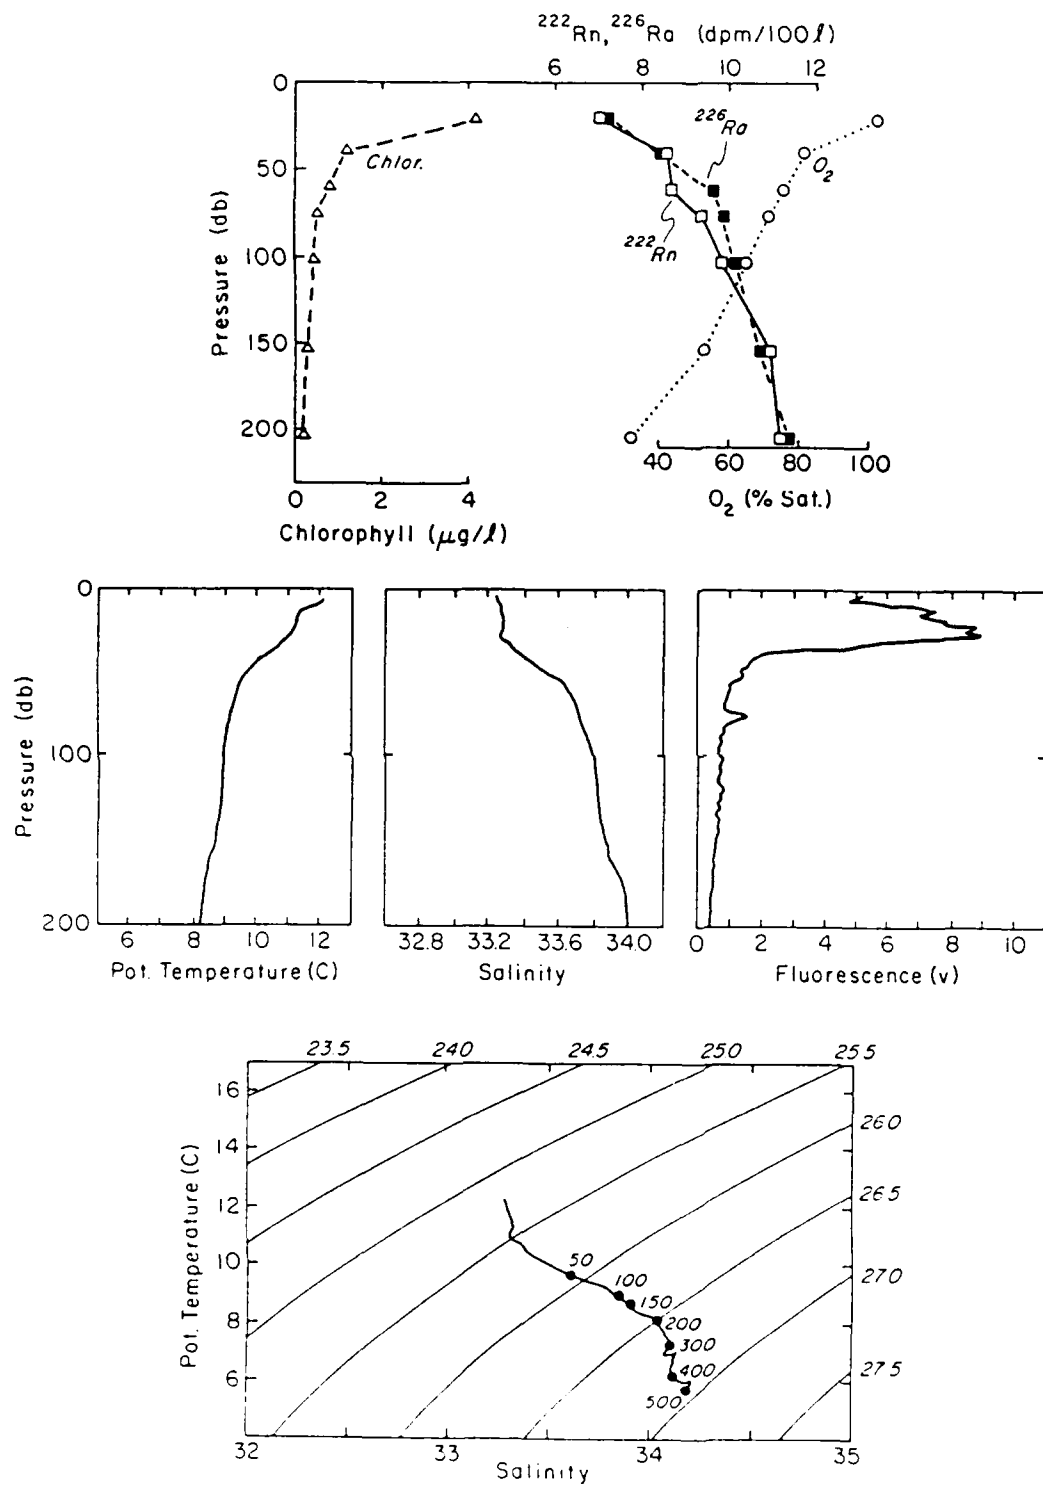 222Rn, 226Ra (dpm/100ℓ)
6 8 10 12
0
50
100
150
200
Pressure (db)
Chlor.
226Ra
222Rn
O2
40 60 80 100
O2 (% Sat.)
0 2 4
Chlorophyll (μg/ℓ)
0
100
200
Pressure (db)
6 8 10 12
Pot. Temperature (C)
32.8 33.2 33.6 34.0
Salinity
0 2 4 6 8 10
Fluorescence (v)
23.5 24.0 24.5 25.0 25.5
26.0
26.5
27.0
27.5
16
14
12
10
8
6
Pot. Temperature (C)
50
100
150
200
300
400
500
32 33 34 35
Salinity